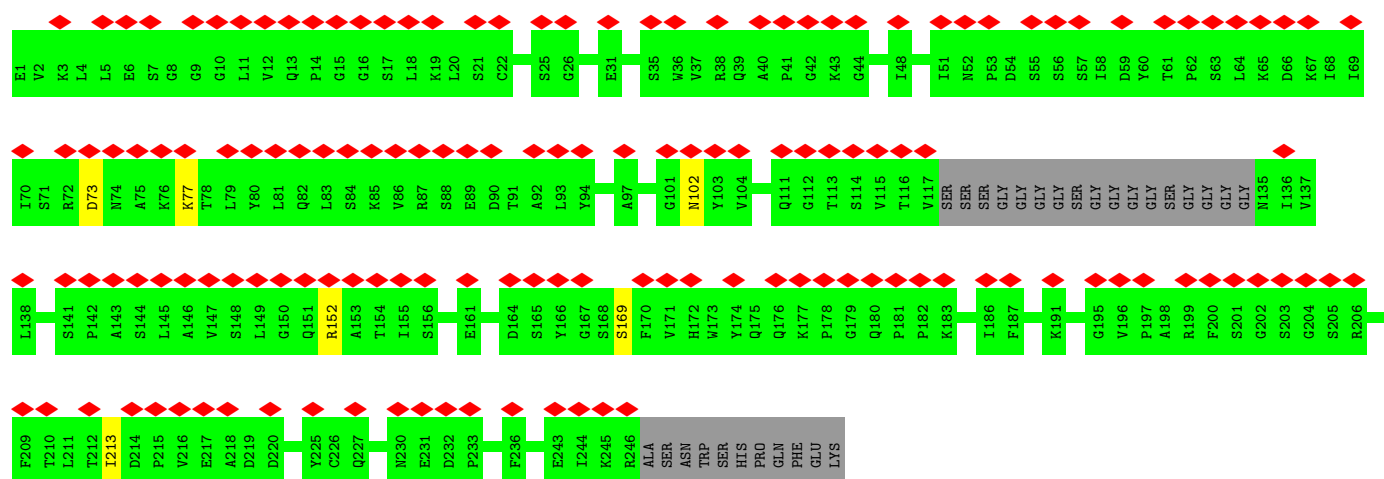 E1 V2 K3 L4 L5 E6 S7 G8 G9 G10 L11 V12 Q13 P14 G15 G16 S17 L18 K19 L20 S21 C22 S25 G26 E31 S35 W36 V37 R38 Q39 A40 P41 G42 K43 G44 I48 I51 N52 P53 D54 S55 S56 S57 I58 D59 Y60 T61 P62 S63 L64 K65 D66 K67 I68 I69
I70 S71 R72 D73 N74 A75 K76 K77 T78 L79 Y80 L81 Q82 L83 S84 K85 V86 R87 S88 E89 D90 T91 A92 L93 Y94 A97 G101 N102 Y103 V104 Q111 G112 T113 S114 V115 T116 V117 SER SER SER GLY GLY GLY GLY SER GLY GLY GLY GLY SER GLY GLY GLY GLY N135 I136 V137
L138 S141 P142 A143 S144 L145 A146 V147 S148 L149 G150 Q151 R152 A153 T154 I155 S156 E161 D164 S165 Y166 G167 S168 S169 F170 V171 H172 W173 Y174 Q175 Q176 K177 P178 G179 Q180 P181 P182 K183 I186 F187 K191 G195 V196 P197 A198 R199 F200 S201 G202 S203 G204 S205 R206
F209 T210 L211 T212 I213 D214 P215 V216 E217 A218 D219 D220 Y225 C226 Q227 N230 E231 D232 P233 F236 E243 I244 K245 R246 ALA SER ASN TRP SER HIS PRO GLN PHE GLU LYS